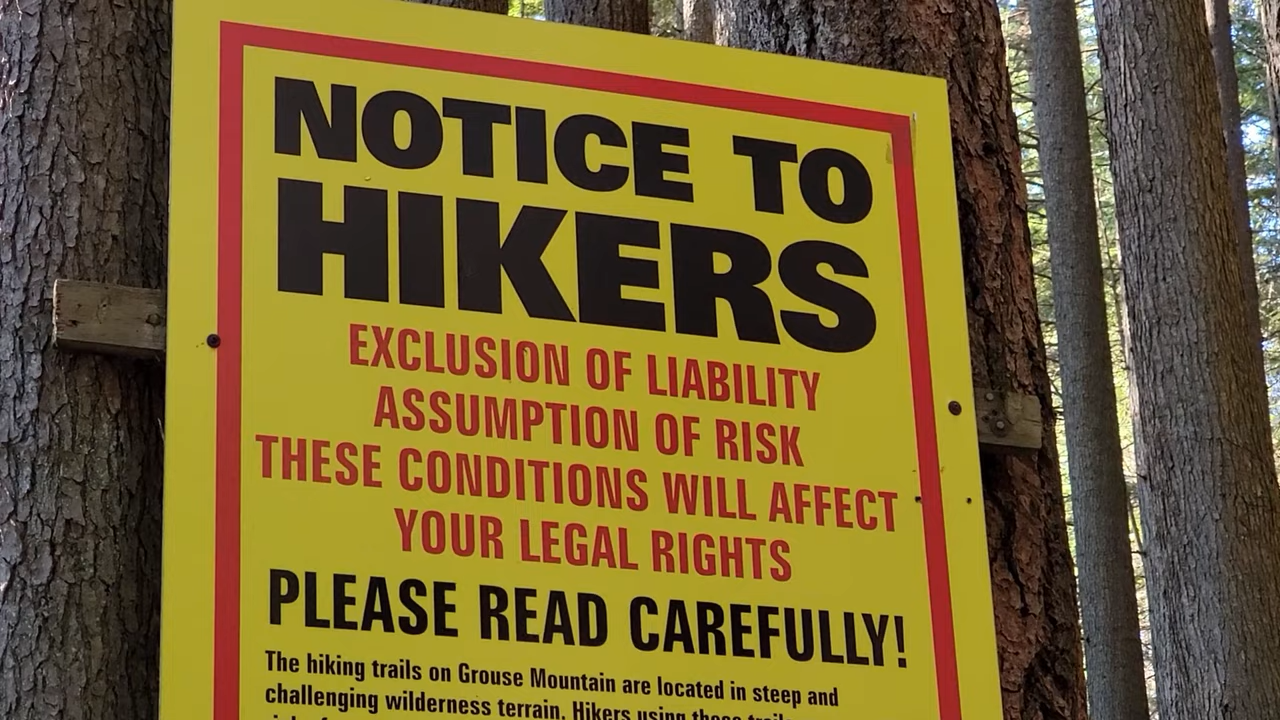 NOTICE TO
HIKERS
EXCLUSION OF LIABILITY
ASSUMPTION OF RISK
THESE CONDITIONS WILL AFFECT
YOUR LEGAL RIGHTS
PLEASE READ CAREFULLY!
The hiking trails on Grouse Mountain are located in steep and
challenging wilderness terrain. Hikers using these